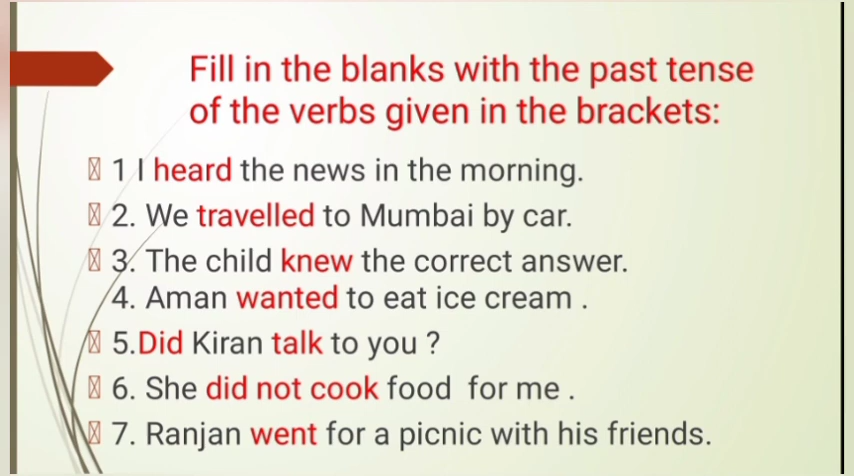 Fill in the blanks with the past tense
of the verbs given in the brackets:
1 I heard the news in the morning.
2. We travelled to Mumbai by car.
3. The child knew the correct answer.
4. Aman wanted to eat ice cream .
5.Did Kiran talk to you ?
6. She did not cook food  for me .
7. Ranjan went for a picnic with his friends.